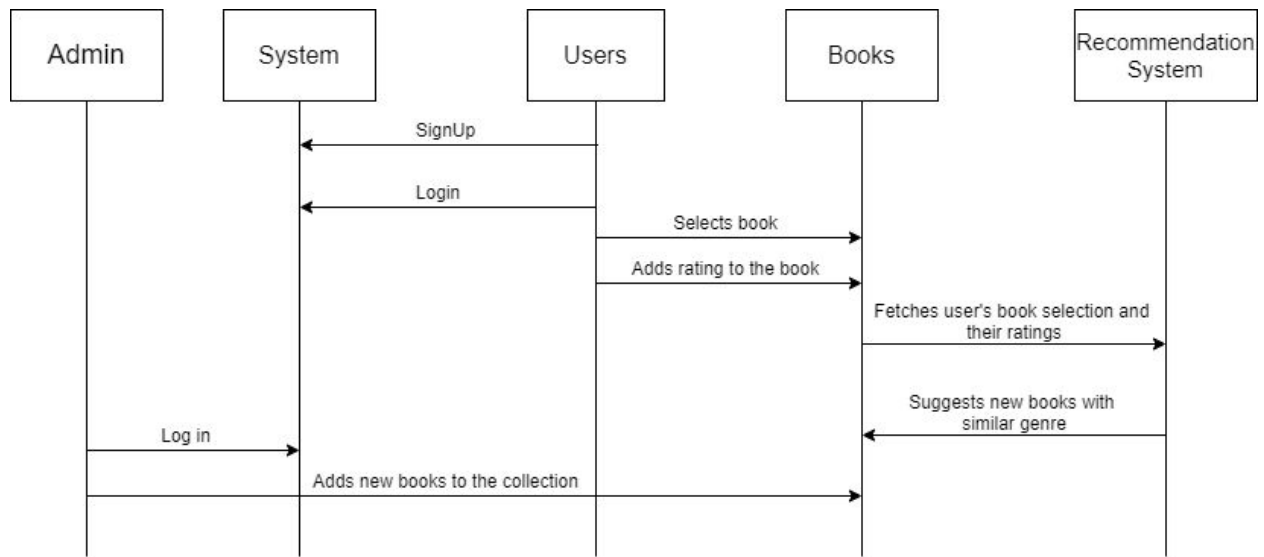 Admin
System
Users
Books
Recommendation
System
SignUp
Login
Selects book
Adds rating to the book
Fetches user's book selection and
their ratings
Suggests new books with
similar genre
Log in
Adds new books to the collection